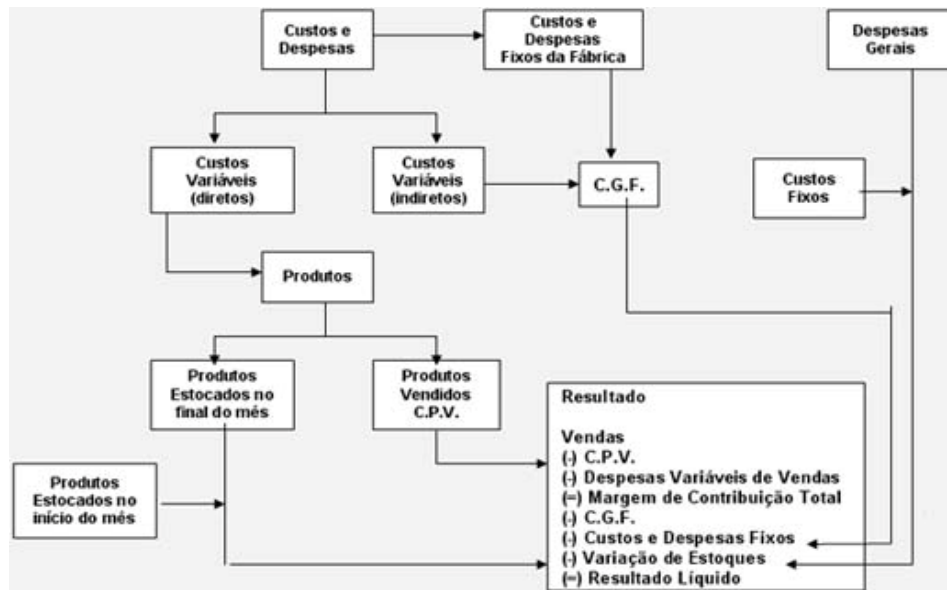 Custos e
Despesas
Custos e
Despesas
Fixos da Fábrica
Despesas
Gerais
Custos
Variáveis
(diretos)
Custos
Variáveis
(indiretos)
C.G.F.
Custos
Fixos
Produtos
Produtos
Estocados no
final do mês
Produtos
Vendidos
C.P.V.
Produtos
Estocados no
início do mês
Resultado
Vendas
(-) C.P.V.
(-) Despesas Variáveis de Vendas
(=) Margem de Contribuição Total
(-) C.G.F.
(-) Custos e Despesas Fixos
(-) Variação de Estoques
(=) Resultado Líquido